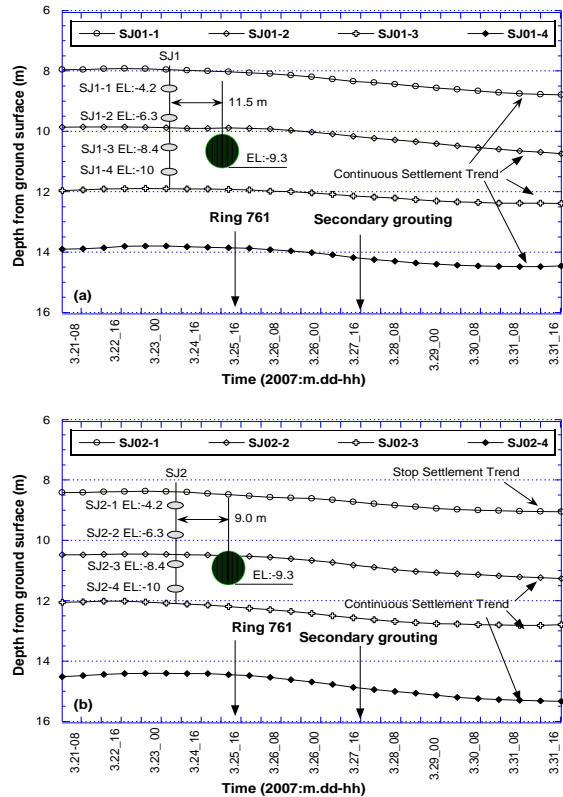 SJ01-1 SJ01-2 SJ01-3 SJ01-4
6
8
10
12
14
16
Depth from ground surface (m)
SJ1
SJ1-1 EL:-4.2
11.5 m
SJ1-2 EL:-6.3
SJ1-3 EL:-8.4
EL:-9.3
SJ1-4 EL:-10
Continuous Settlement Trend
Ring 761
Secondary grouting
(a)
3.21-08
3.22_16
3.23_00
3.24_16
3.25_16
3.26_08
3.26_00
3.27_16
3.28_08
3.29_00
3.30_08
3.31_08
3.31_16
Time (2007:m.dd-hh)
SJ02-1 SJ02-2 SJ02-3 SJ02-4
6
8
10
12
14
16
Depth from ground surface (m)
SJ2
Stop Settlement Trend
SJ2-1 EL:-4.2
9.0 m
SJ2-2 EL:-6.3
SJ2-3 EL:-8.4
EL:-9.3
SJ2-4 EL:-10
Continuous Settlement Trend
Ring 761
Secondary grouting
(b)
3.21-08
3.22_16
3.23_00
3.24_16
3.25_16
3.26_08
3.26_00
3.27_16
3.28_08
3.29_00
3.30_08
3.31_08
3.31_16
Time (2007:m.dd-hh)